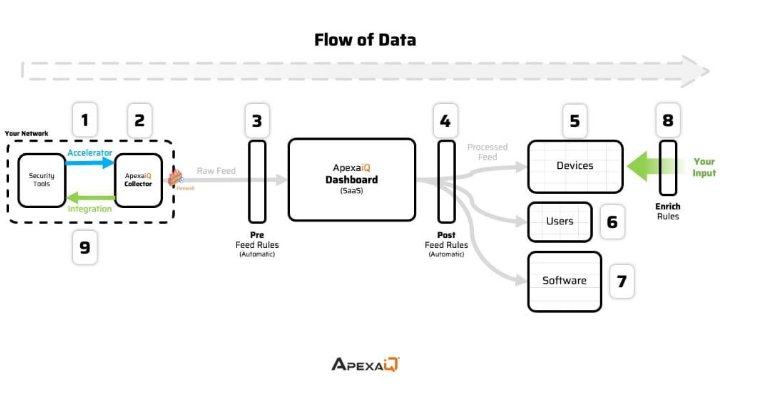 Flow of Data
1
2
3
4
5
8
Your Network
Accelerator
Security
Tools
ApexaiQ
Collector
Integration
Firewall
Raw Feed
ApexaiQ
Dashboard
(SaaS)
Processed
Feed
Devices
Your
Input
Pre
Feed Rules
(Automatic)
Post
Feed Rules
(Automatic)
Enrich
Rules
Users
6
9
Software
7
APEXAIQ